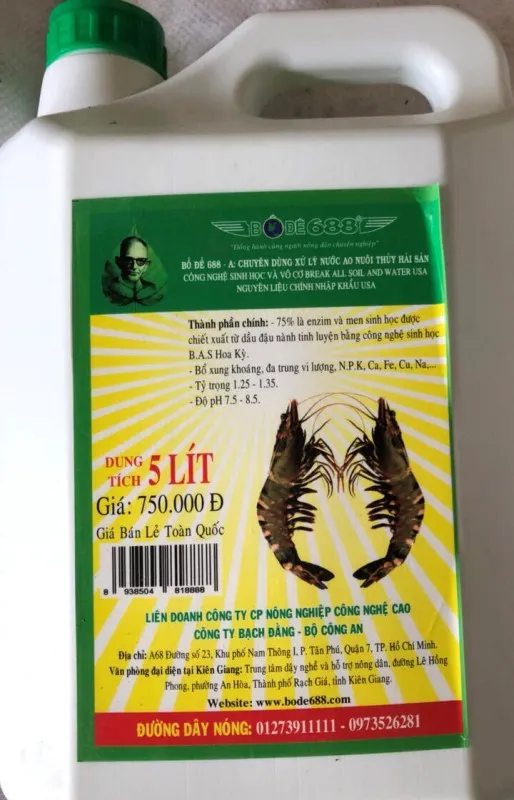 BỒ ĐỀ 688
"Đồng hành cùng người nông dân chuyên nghiệp"
BỒ ĐỀ 688 - A: CHUYÊN DÙNG XỬ LÝ NƯỚC AO NUÔI THỦY HẢI SẢN
CÔNG NGHỆ SINH HỌC VÀ VÔ CƠ BREAK ALL SOIL AND WATER USA
NGUYÊN LIỆU CHÍNH NHẬP KHẨU USA
Thành phần chính: - 75% là enzim và men sinh học được
chiết xuất từ dầu đậu nành tinh luyện bằng công nghệ sinh học
B.A.S Hoa Kỳ.
- Bổ xung khoáng, đa trung vi lượng, N.P.K, Ca, Fe, Cu, Na,...
- Tỷ trọng 1.25 - 1.35.
- Độ pH 7.5 - 8.5.
DUNG TÍCH 5 LÍT
Giá: 750.000 Đ
Giá Bán Lẻ Toàn Quốc
8 938504 818888
LIÊN DOANH CÔNG TY CP NÔNG NGHIỆP CÔNG NGHỆ CAO
CÔNG TY BẠCH ĐẰNG - BỘ CÔNG AN
Địa chỉ: A68 Đường số 23, Khu phố Nam Thông I, P. Tân Phú, Quận 7, TP. Hồ Chí Minh.
Văn phòng đại diện tại Kiên Giang: Trung tâm dạy nghề và hỗ trợ nông dân, đường Lê Hồng
Phong, phường An Hòa, Thành phố Rạch Giá, tỉnh Kiên Giang.
Website: www.bode688.com
ĐƯỜNG DÂY NÓNG: 01273911111 - 0973526281